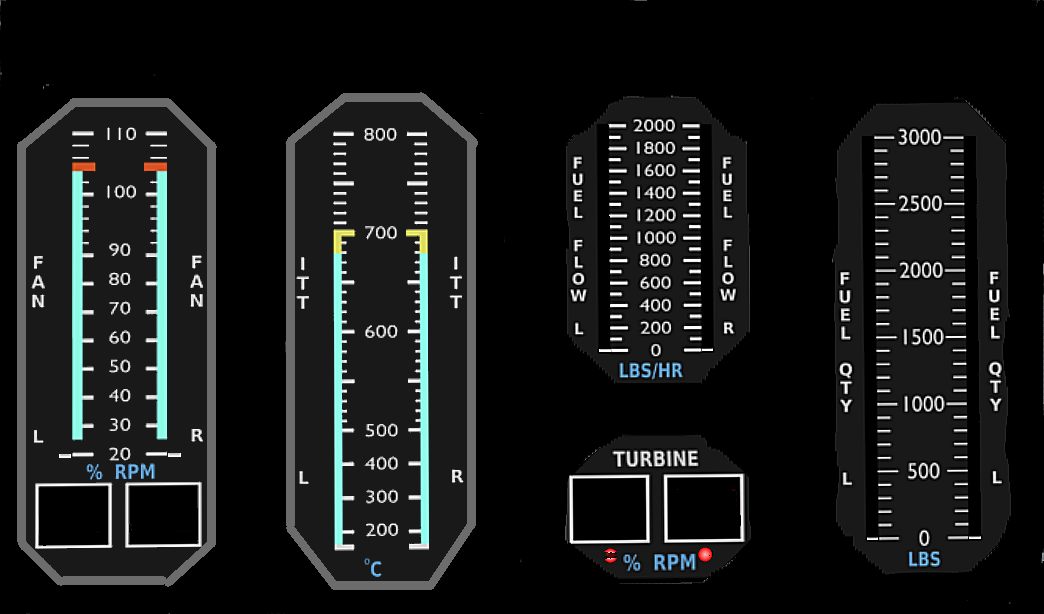 110
100
90
80
70
60
50
40
30
20
FAN
L
FAN
R
% RPM
800
700
600
500
400
300
200
ITT
L
ITT
R
°C
2000
1800
1600
1400
1200
1000
800
600
400
200
0
FUEL FLOW
L
FUEL FLOW
R
LBS/HR
TURBINE
% RPM
3000
2500
2000
1500
1000
500
0
FUEL QTY
L
FUEL QTY
L
LBS